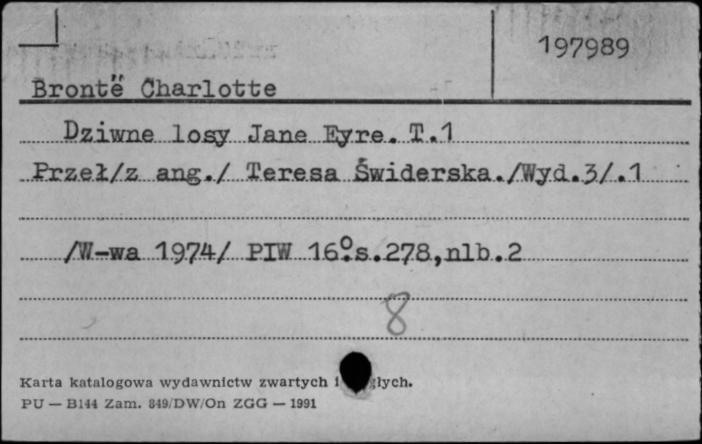 197989
Brontë Charlotte
Dziwne losy Jane Eyre. T.1
Przeł/z ang./ Teresa Świderska./Wyd.3/.1
/W-wa 1974/ PIW 16°.s.278,nlb.2
8
Karta katalogowa wydawnictw zwartych i
PU — B144 Zam. 849/DW/On ZGG — 1991